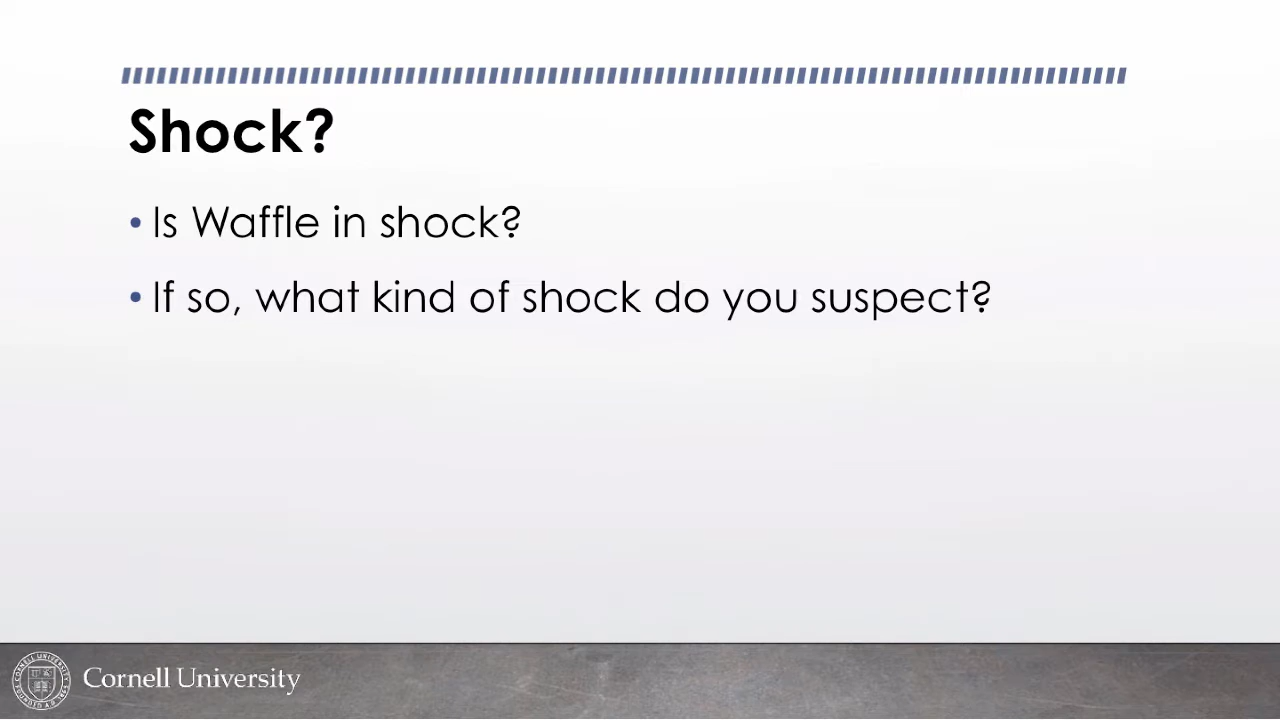 Shock?
• Is Waffle in shock?
• If so, what kind of shock do you suspect?
Cornell University